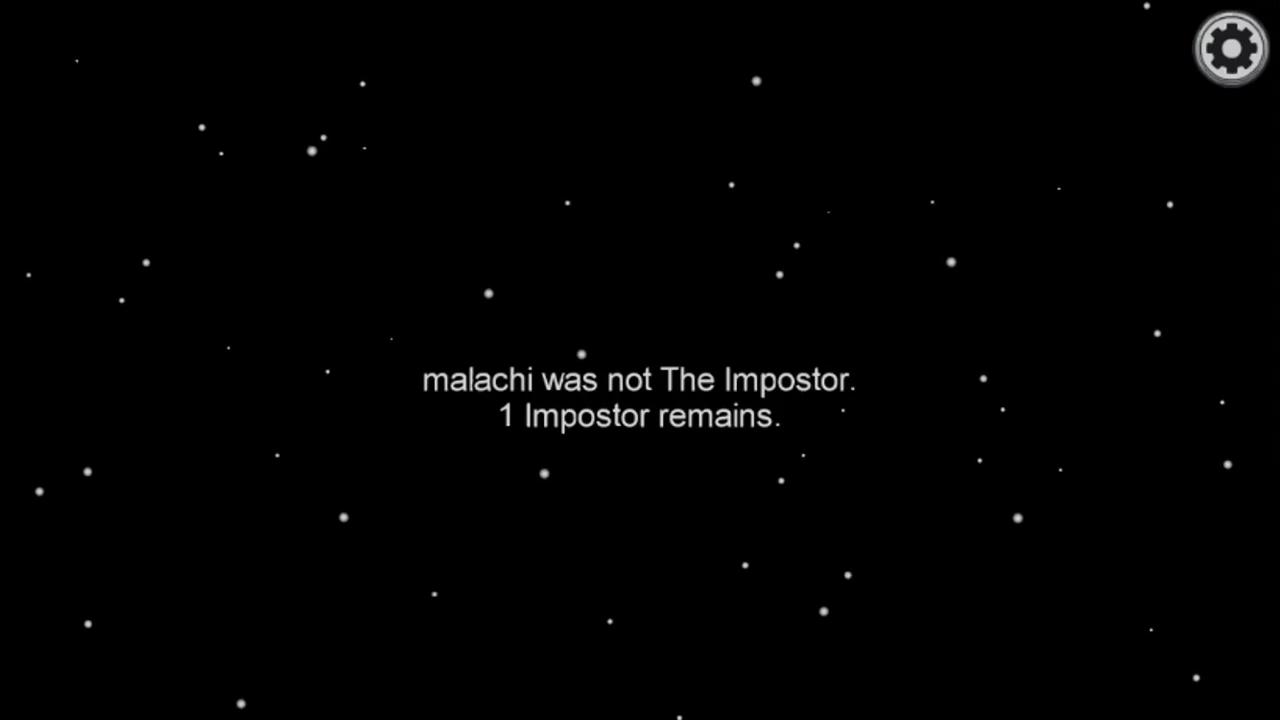 malachi was not The Impostor.
1 Impostor remains.